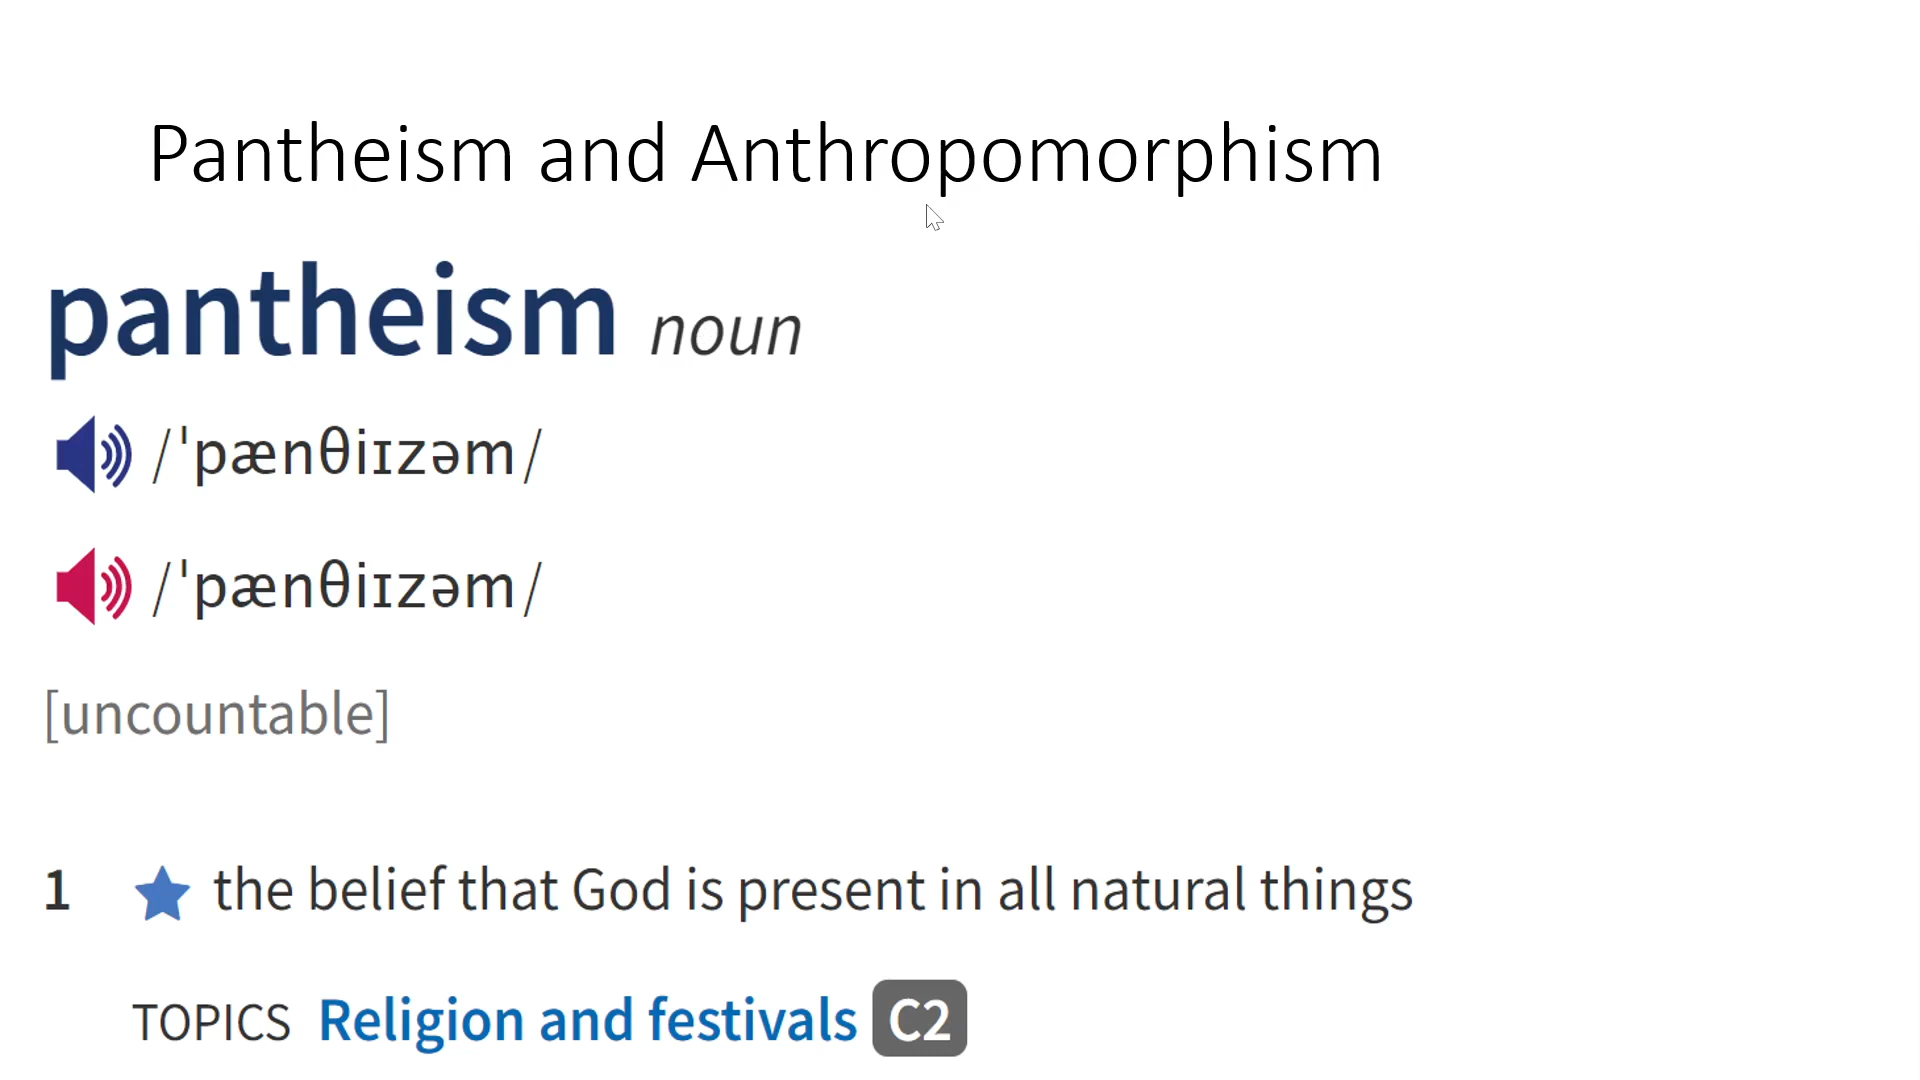 Pantheism and Anthropomorphism
pantheism noun
/ˈpænθiɪzəm/
/ˈpænθiɪzəm/
[uncountable]
1 the belief that God is present in all natural things
TOPICS Religion and festivals C2